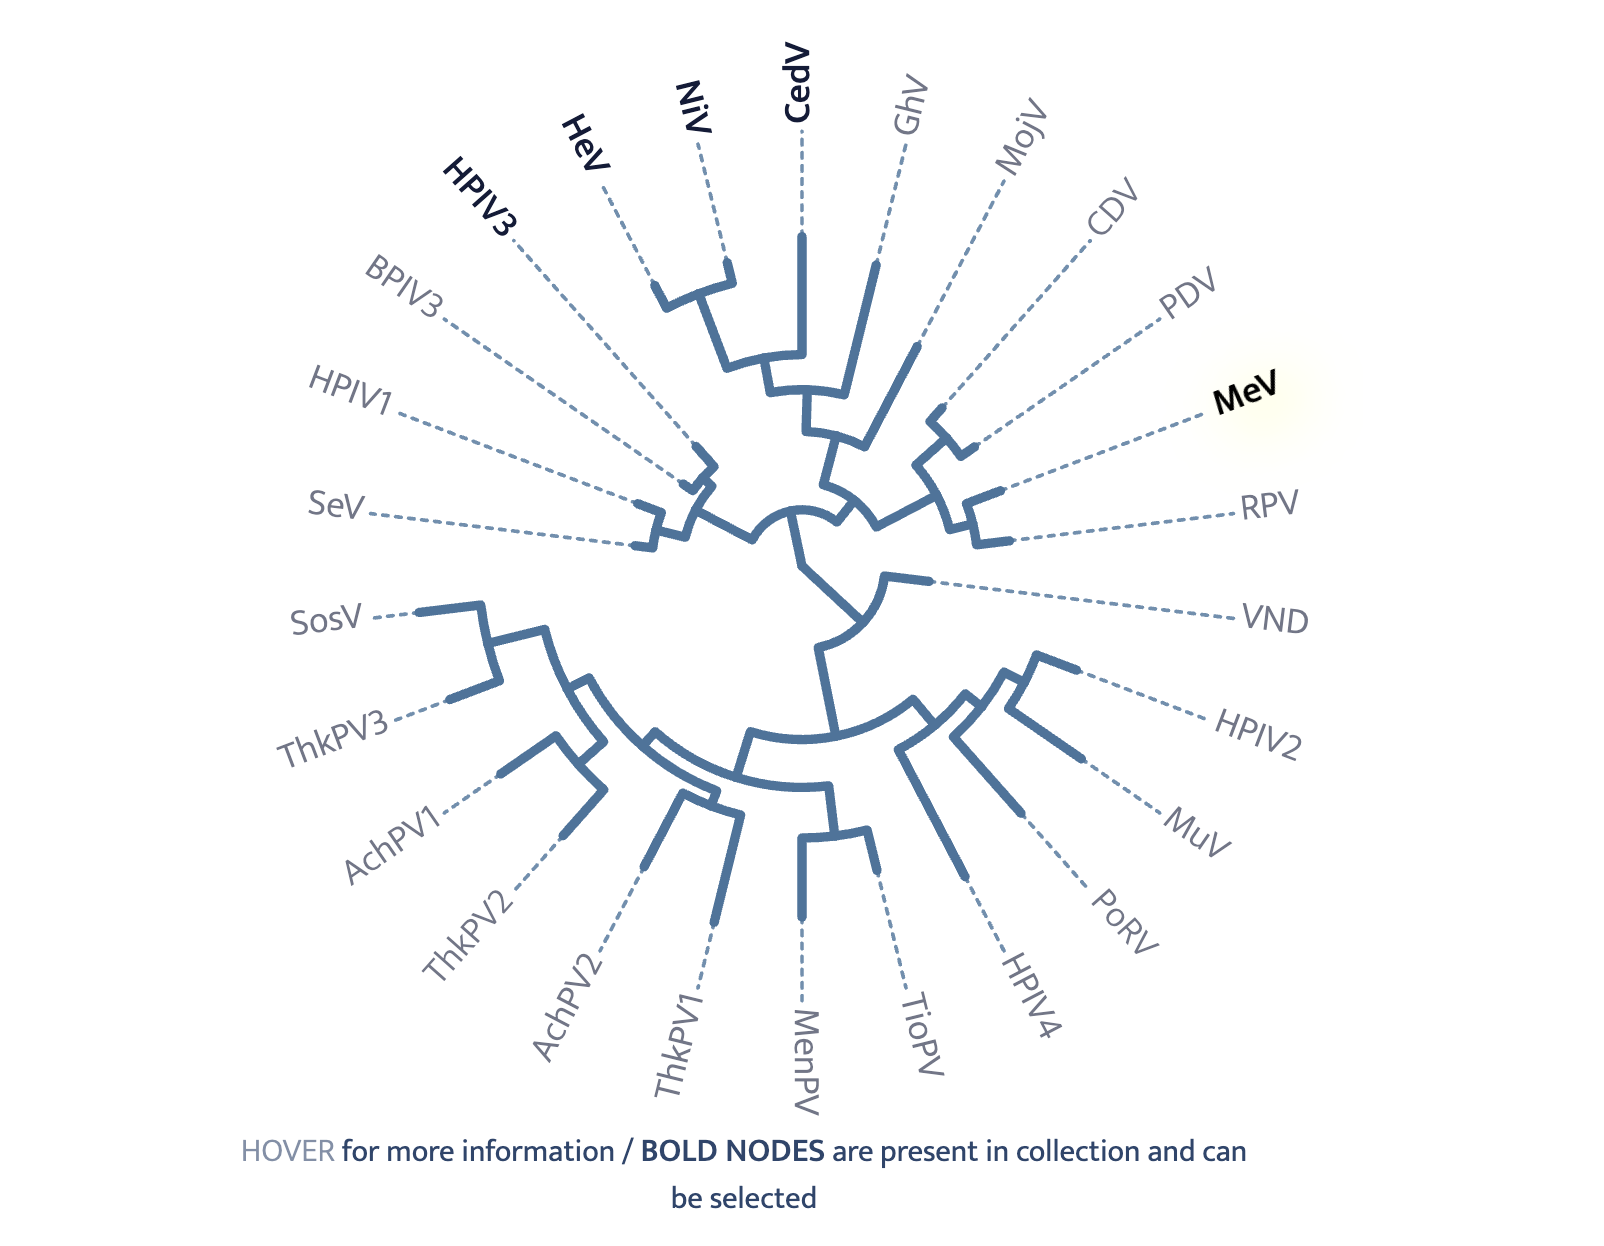 CedV
GhV
MojV
CDV
PDV
MeV
RPV
VND
HPIV2
MuV
PoRV
HPIV4
TioPV
MenPV
ThkPV1
AchPV2
ThkPV2
AchPV1
ThkPV3
SosV
SeV
HPIV1
BPIV3
HPIV3
HeV
NiV
HOVER for more information / BOLD NODES are present in collection and can
be selected